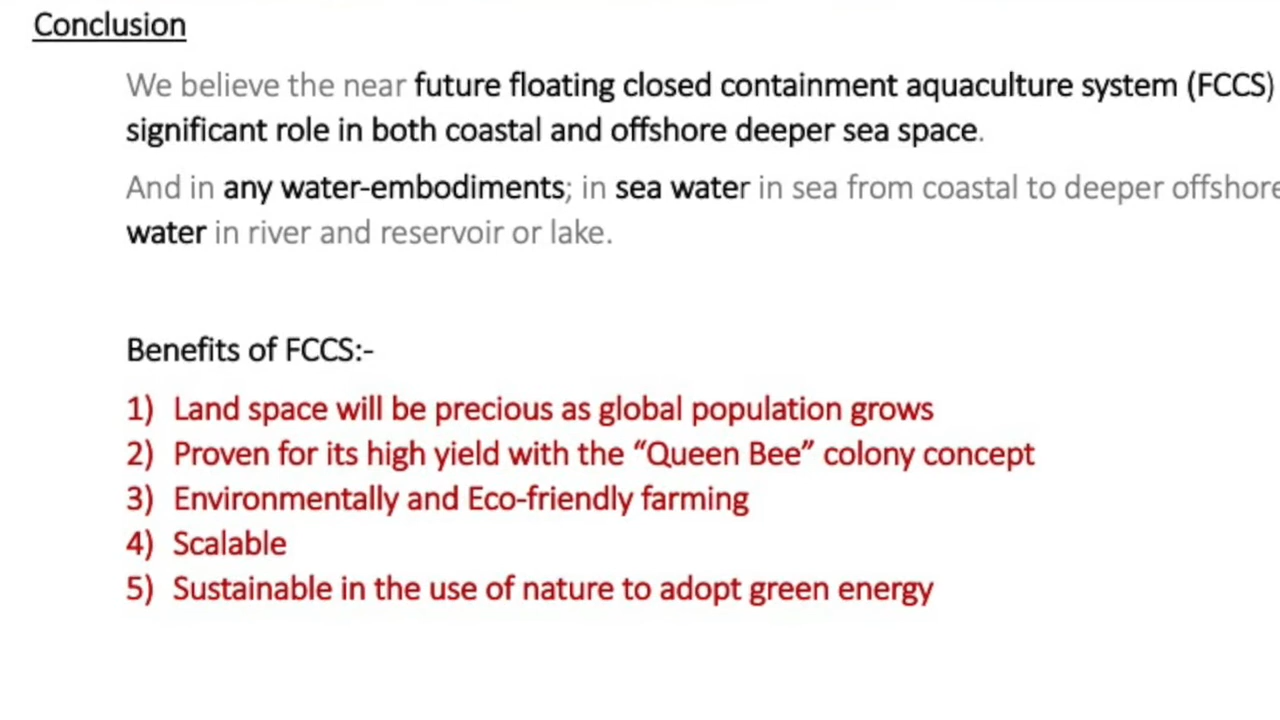 Conclusion
We believe the near future floating closed containment aquaculture system (FCCS)
significant role in both coastal and offshore deeper sea space.
And in any water-embodiments; in sea water in sea from coastal to deeper offshore
water in river and reservoir or lake.
Benefits of FCCS:-
1) Land space will be precious as global population grows
2) Proven for its high yield with the “Queen Bee” colony concept
3) Environmentally and Eco-friendly farming
4) Scalable
5) Sustainable in the use of nature to adopt green energy